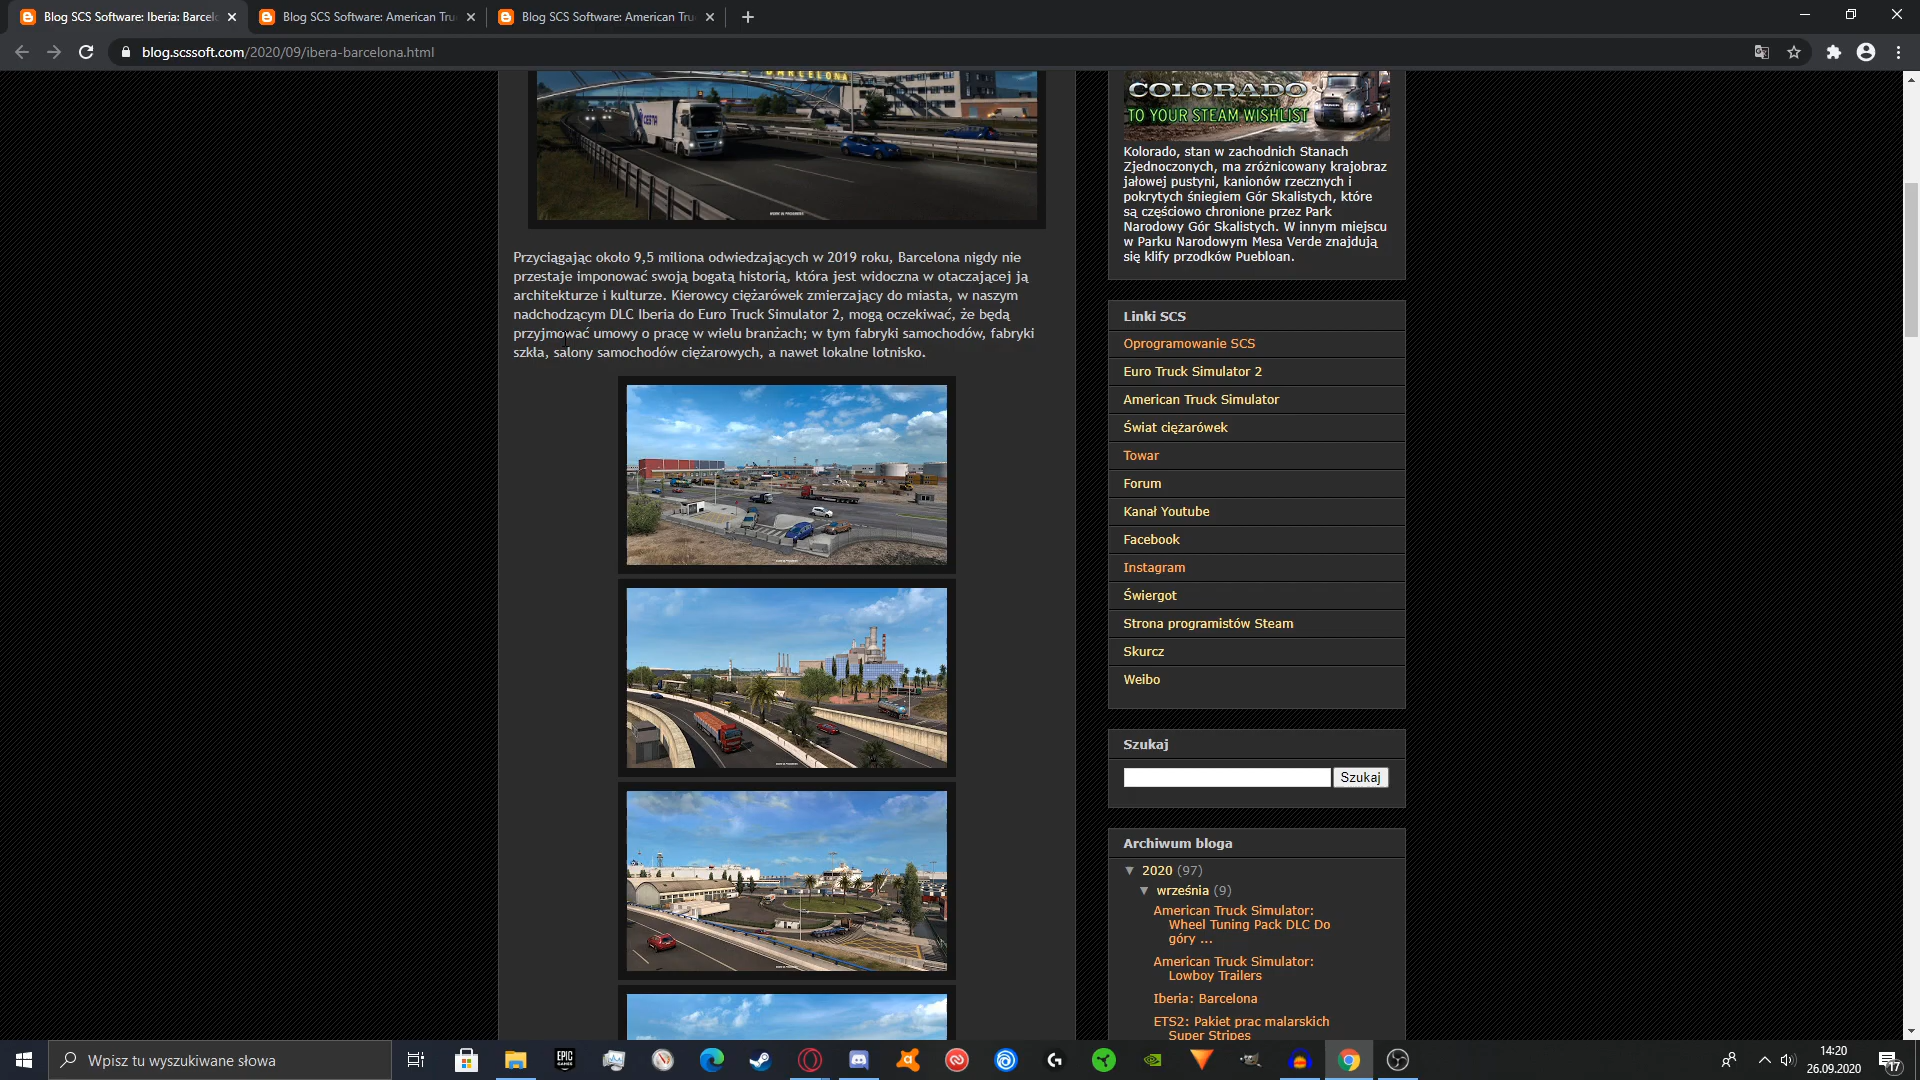 Blog SCS Software: Iberia: Barcel
Blog SCS Software: American Tru
Blog SCS Software: American Tru
blog.scssoft.com/2020/09/ibera-barcelona.html
BARCELONA
WORK IN PROGRESS
Przyciągając około 9,5 miliona odwiedzających w 2019 roku, Barcelona nigdy nie
przestaje imponować swoją bogatą historią, która jest widoczna w otaczającej ją
architekturze i kulturze. Kierowcy ciężarówek zmierzający do miasta, w naszym
nadchodzącym DLC Iberia do Euro Truck Simulator 2, mogą oczekiwać, że będą
przyjmować umowy o pracę w wielu branżach; w tym fabryki samochodów, fabryki
szkła, salony samochodów ciężarowych, a nawet lokalne lotnisko.
COLORADO
TO YOUR STEAM WISHLIST
Kolorado, stan w zachodnich Stanach
Zjednoczonych, ma zróżnicowany krajobraz
jałowej pustyni, kanionów rzecznych i
pokrytych śniegiem Gór Skalistych, które
są częściowo chronione przez Park
Narodowy Gór Skalistych. W innym miejscu
w Parku Narodowym Mesa Verde znajdują
się klify przodków Puebloan.
Linki SCS
Oprogramowanie SCS
Euro Truck Simulator 2
American Truck Simulator
Świat ciężarówek
Towar
Forum
Kanał Youtube
Facebook
Instagram
Świergot
Strona programistów Steam
Skurcz
Weibo
Szukaj
Szukaj
Archiwum bloga
▼ 2020 (97)
▼ września (9)
American Truck Simulator:
Wheel Tuning Pack DLC Do
góry ...
American Truck Simulator:
Lowboy Trailers
Iberia: Barcelona
ETS2: Pakiet prac malarskich
Super Stripes
Wpisz tu wyszukiwane słowa
EPIC
GAMES
14:20
26.09.2020
17